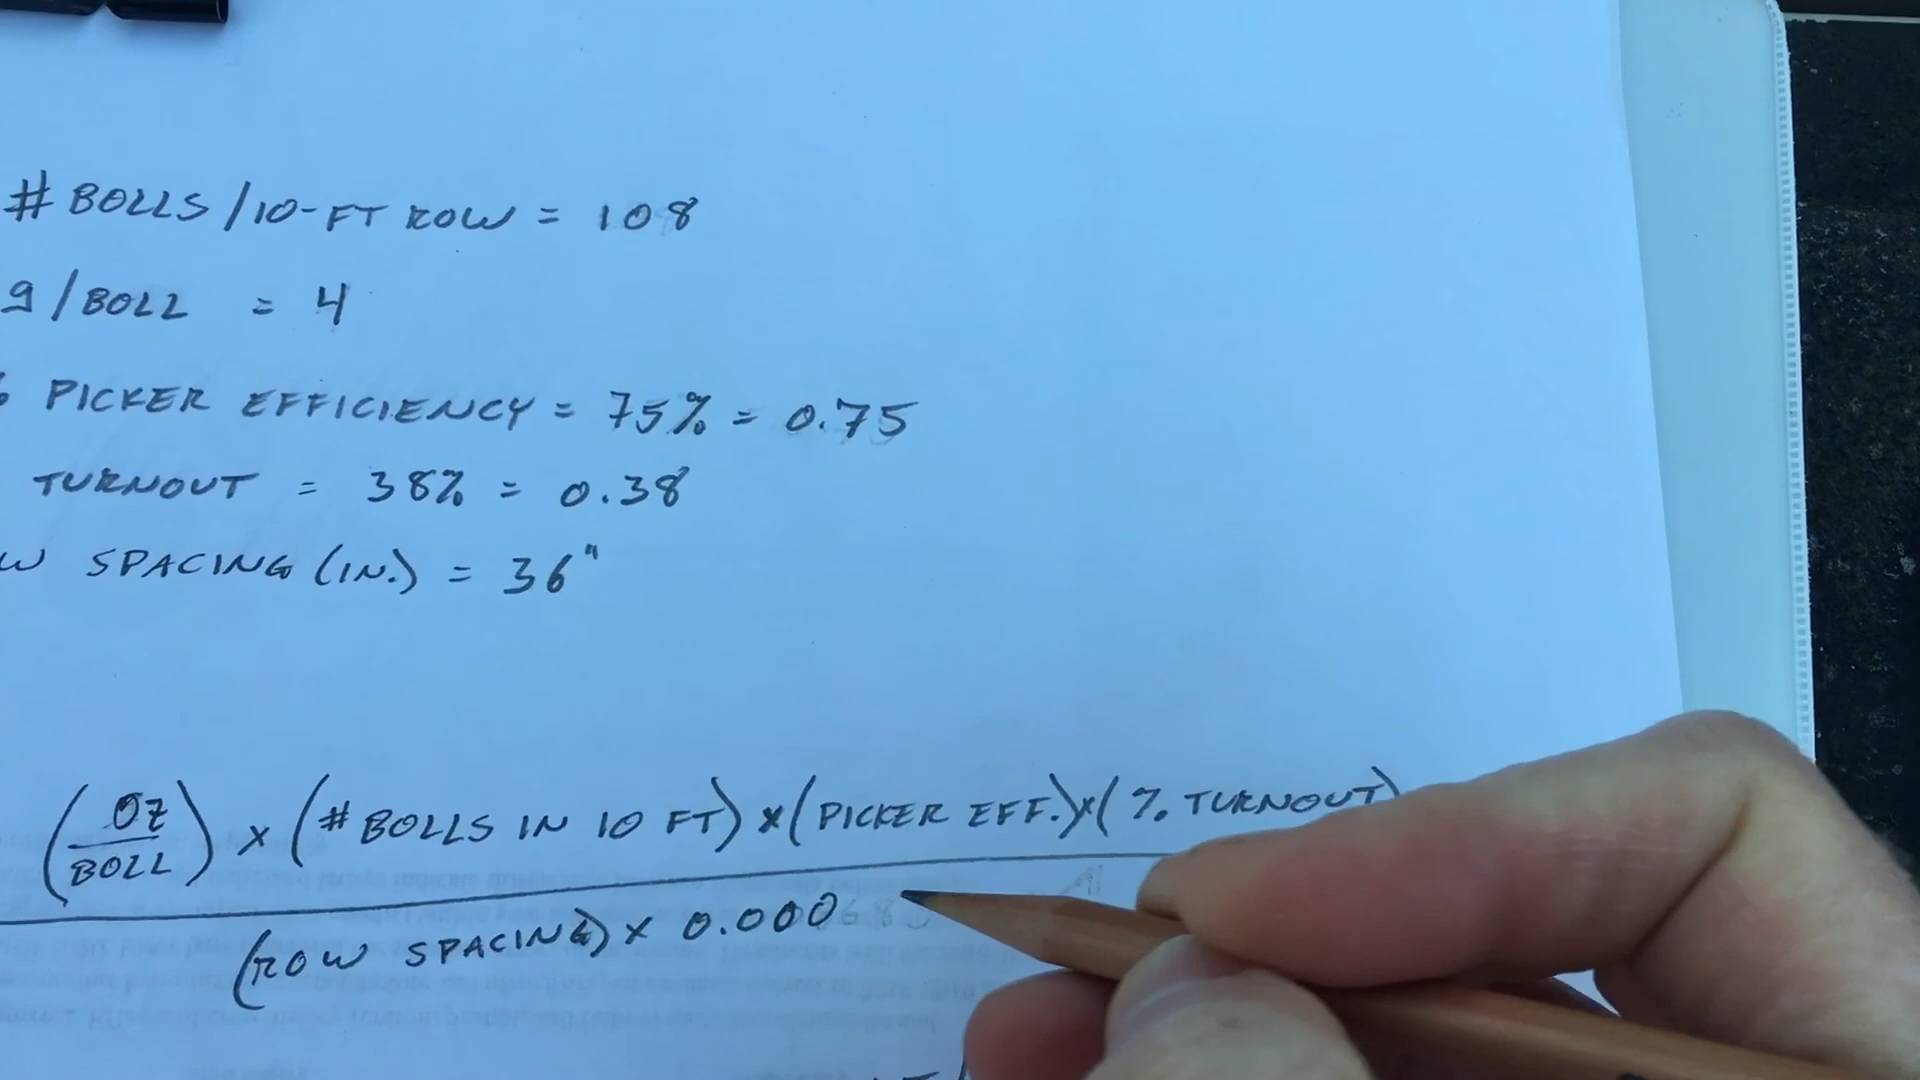 # BOLLS / 10-FT ROW = 108
g / BOLL = 4
PICKER EFFICIENCY = 75% = 0.75
TURNOUT = 38% = 0.38
W SPACING (IN.) = 36"
(OZ/BOLL) x (# BOLLS IN 10 FT) x (PICKER EFF.) x (% TURNOUT)
(ROW SPACING) x 0.000